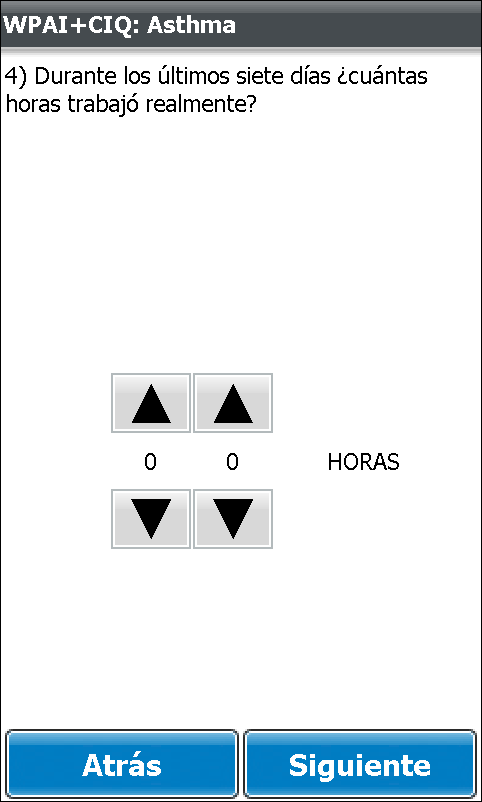 WPAI+CIQ: Asthma
4) Durante los últimos siete días ¿cuántas
horas trabajó realmente?
0 0 HORAS
Atrás Siguiente